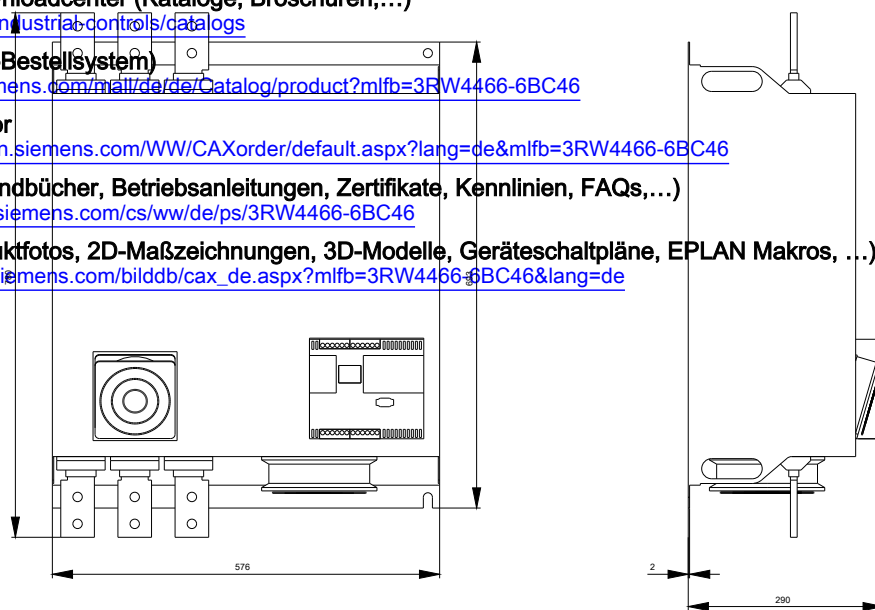 nloadcenter (Kataloge, Broschüren,…)
ndustrial-controls/catalogs
-Bestellsystem)
mens.com/mall/de/de/Catalog/product?mlfb=3RW4466-6BC46
or
n.siemens.com/WW/CAXorder/default.aspx?lang=de&mlfb=3RW4466-6BC46
ndbücher, Betriebsanleitungen, Zertifikate, Kennlinien, FAQs,…)
siemens.com/cs/ww/de/ps/3RW4466-6BC46
uktfotos, 2D-Maßzeichnungen, 3D-Modelle, Geräteschaltpläne, EPLAN Makros, …)
siemens.com/bilddb/cax_de.aspx?mlfb=3RW4466-6BC46&lang=de
576
2
290